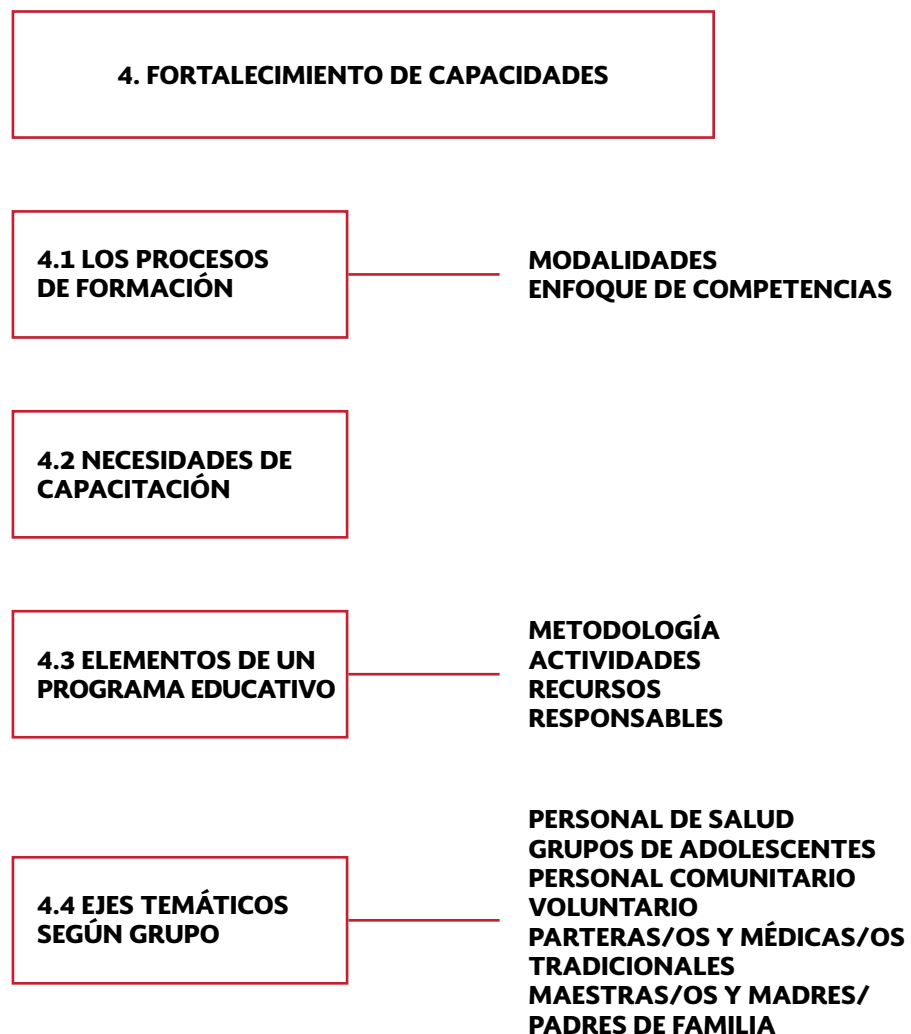 4. FORTALECIMIENTO DE CAPACIDADES
4.1 LOS PROCESOS
DE FORMACIÓN
MODALIDADES
ENFOQUE DE COMPETENCIAS
4.2 NECESIDADES DE
CAPACITACIÓN
4.3 ELEMENTOS DE UN
PROGRAMA EDUCATIVO
METODOLOGÍA
ACTIVIDADES
RECURSOS
RESPONSABLES
4.4 EJES TEMÁTICOS
SEGÚN GRUPO
PERSONAL DE SALUD
GRUPOS DE ADOLESCENTES
PERSONAL COMUNITARIO
VOLUNTARIO
PARTERAS/OS Y MÉDICAS/OS
TRADICIONALES
MAESTRAS/OS Y MADRES/
PADRES DE FAMILIA